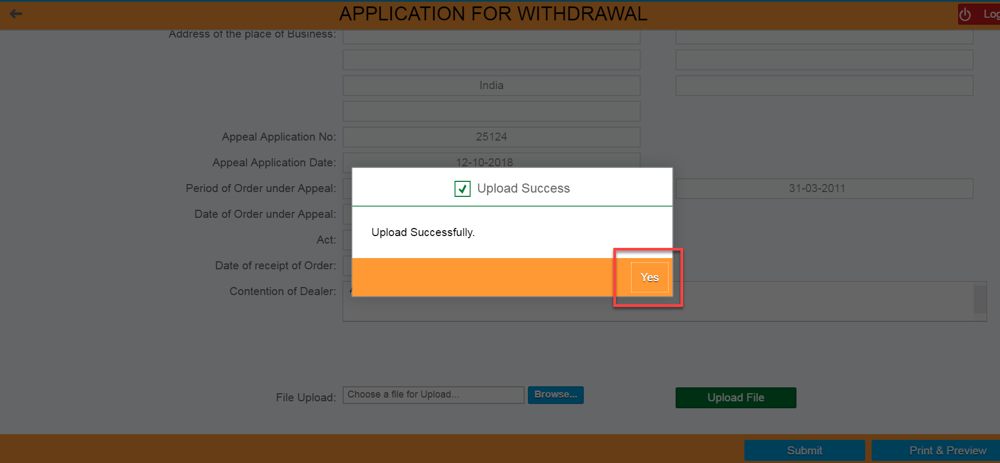 APPLICATION FOR WITHDRAWAL
Address of the place of Business:
India
Appeal Application No:
25124
Appeal Application Date:
12-10-2018
Period of Order under Appeal:
31-03-2011
Date of Order under Appeal:
Act:
Date of receipt of Order:
Contention of Dealer:
Upload Success
Upload Successfully.
Yes
File Upload:
Choose a file for Upload...
Browse...
Upload File
Submit
Print & Preview